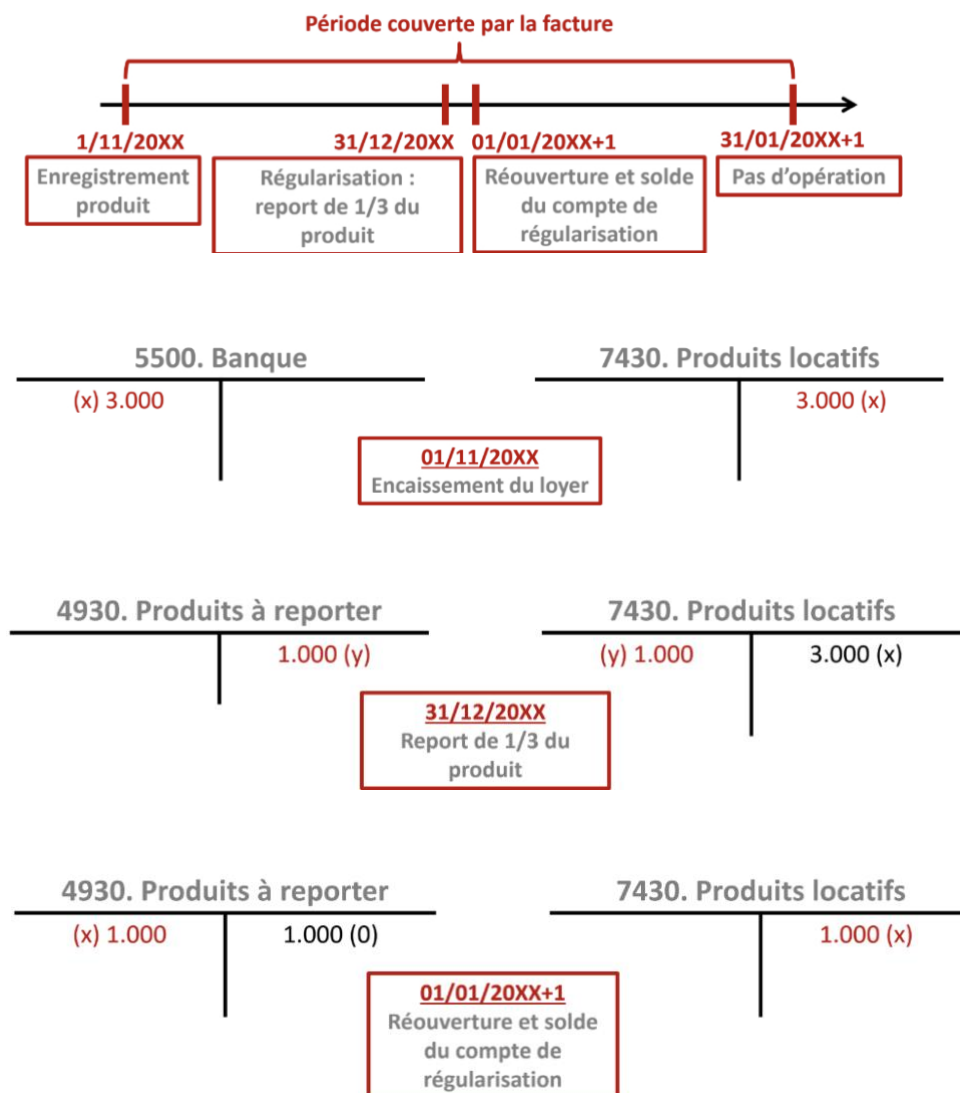 Période couverte par la facture
1/11/20XX
31/12/20XX
01/01/20XX+1
31/01/20XX+1
Enregistrement
produit
Régularisation :
report de 1/3 du
produit
Réouverture et solde
du compte de
régularisation
Pas d'opération
5500. Banque
7430. Produits locatifs
(x) 3.000
3.000 (x)
01/11/20XX
Encaissement du loyer
4930. Produits à reporter
7430. Produits locatifs
1.000 (y)
(y) 1.000
3.000 (x)
31/12/20XX
Report de 1/3 du
produit
4930. Produits à reporter
7430. Produits locatifs
(x) 1.000
1.000 (0)
1.000 (x)
01/01/20XX+1
Réouverture et solde
du compte de
régularisation